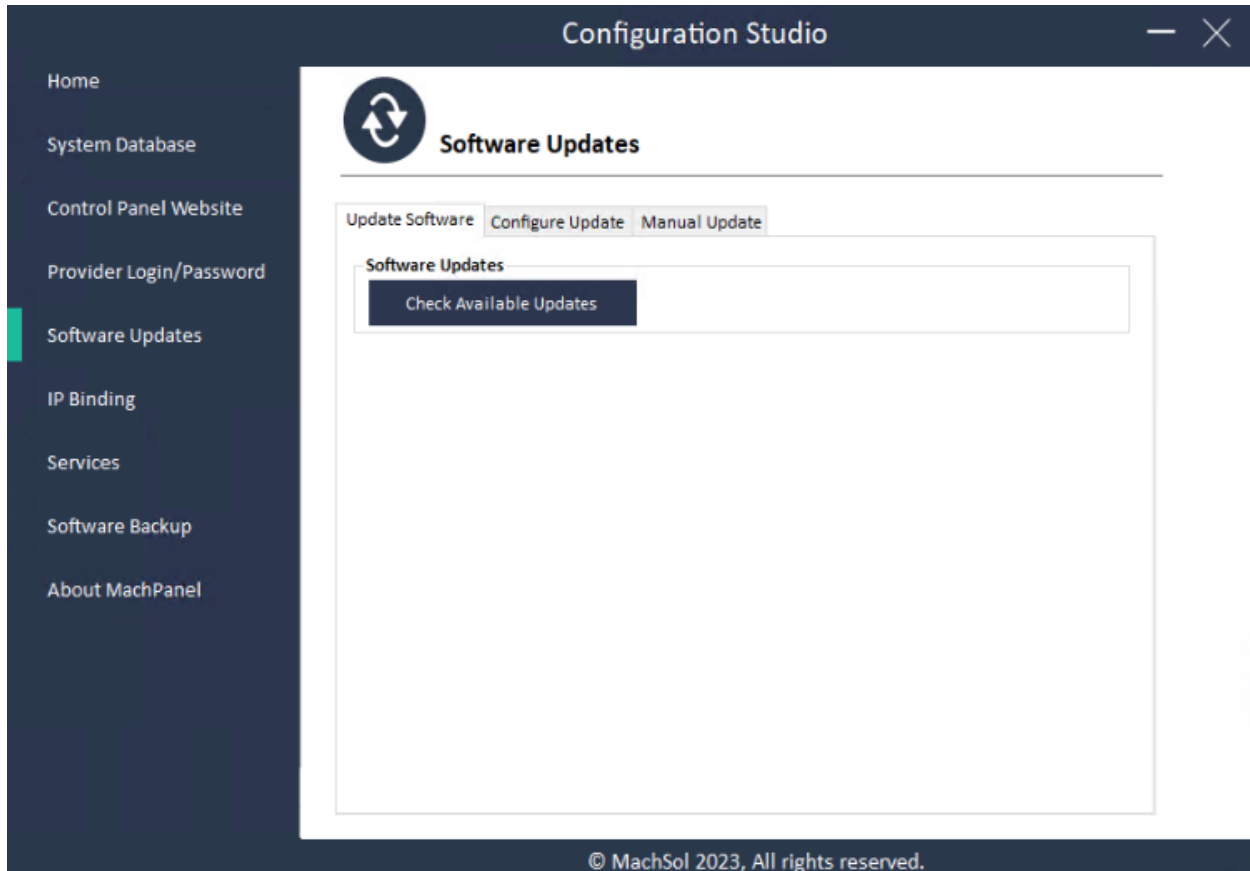 Configuration Studio
Home
System Database
Control Panel Website
Provider Login/Password
Software Updates
IP Binding
Services
Software Backup
About MachPanel
Software Updates
Update Software Configure Update Manual Update
Software Updates
Check Available Updates
© MachSol 2023, All rights reserved.